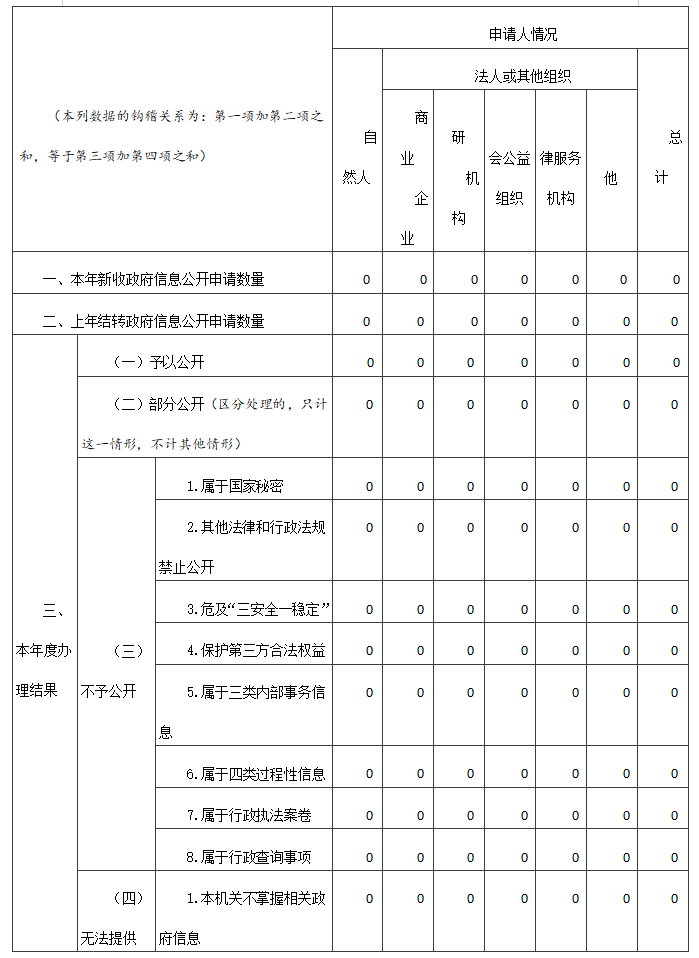 （本列数据的钩稽关系为：第一项加第二项之
和，等于第三项加第四项之和）
申请人情况
自
然人
法人或其他组织
总
计
商
业
企
业
研
机
构
会公益
组织
律服务
机构
他
一、本年新收政府信息公开申请数量 0 0 0 0 0 0 0
二、上年结转政府信息公开申请数量 0 0 0 0 0 0 0
三、
本年度办
理结果
（一）予以公开 0 0 0 0 0 0 0
（二）部分公开（区分处理的，只计
这一情形，不计其他情形） 0 0 0 0 0 0 0
（三）
不予公开
1.属于国家秘密 0 0 0 0 0 0 0
2.其他法律和行政法规
禁止公开 0 0 0 0 0 0 0
3.危及“三安全一稳定” 0 0 0 0 0 0 0
4.保护第三方合法权益 0 0 0 0 0 0 0
5.属于三类内部事务信
息 0 0 0 0 0 0 0
6.属于四类过程性信息 0 0 0 0 0 0 0
7.属于行政执法案卷 0 0 0 0 0 0 0
8.属于行政查询事项 0 0 0 0 0 0 0
（四）
无法提供
1.本机关不掌握相关政
府信息 0 0 0 0 0 0 0